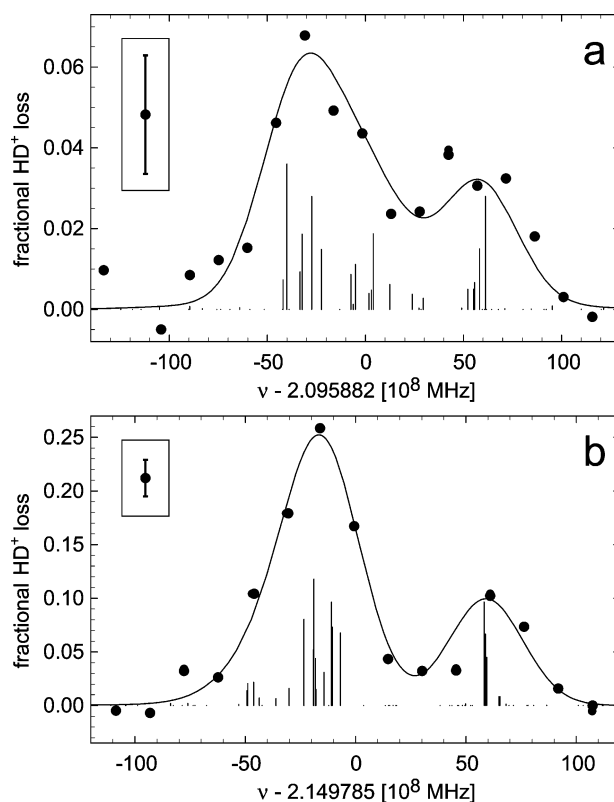 a
fractional HD⁺ loss
0.06
0.04
0.02
0.00
-100 -50 0 50 100
ν - 2.095882 [10⁸ MHz]
b
fractional HD⁺ loss
0.25
0.20
0.15
0.10
0.05
0.00
-100 -50 0 50 100
ν - 2.149785 [10⁸ MHz]